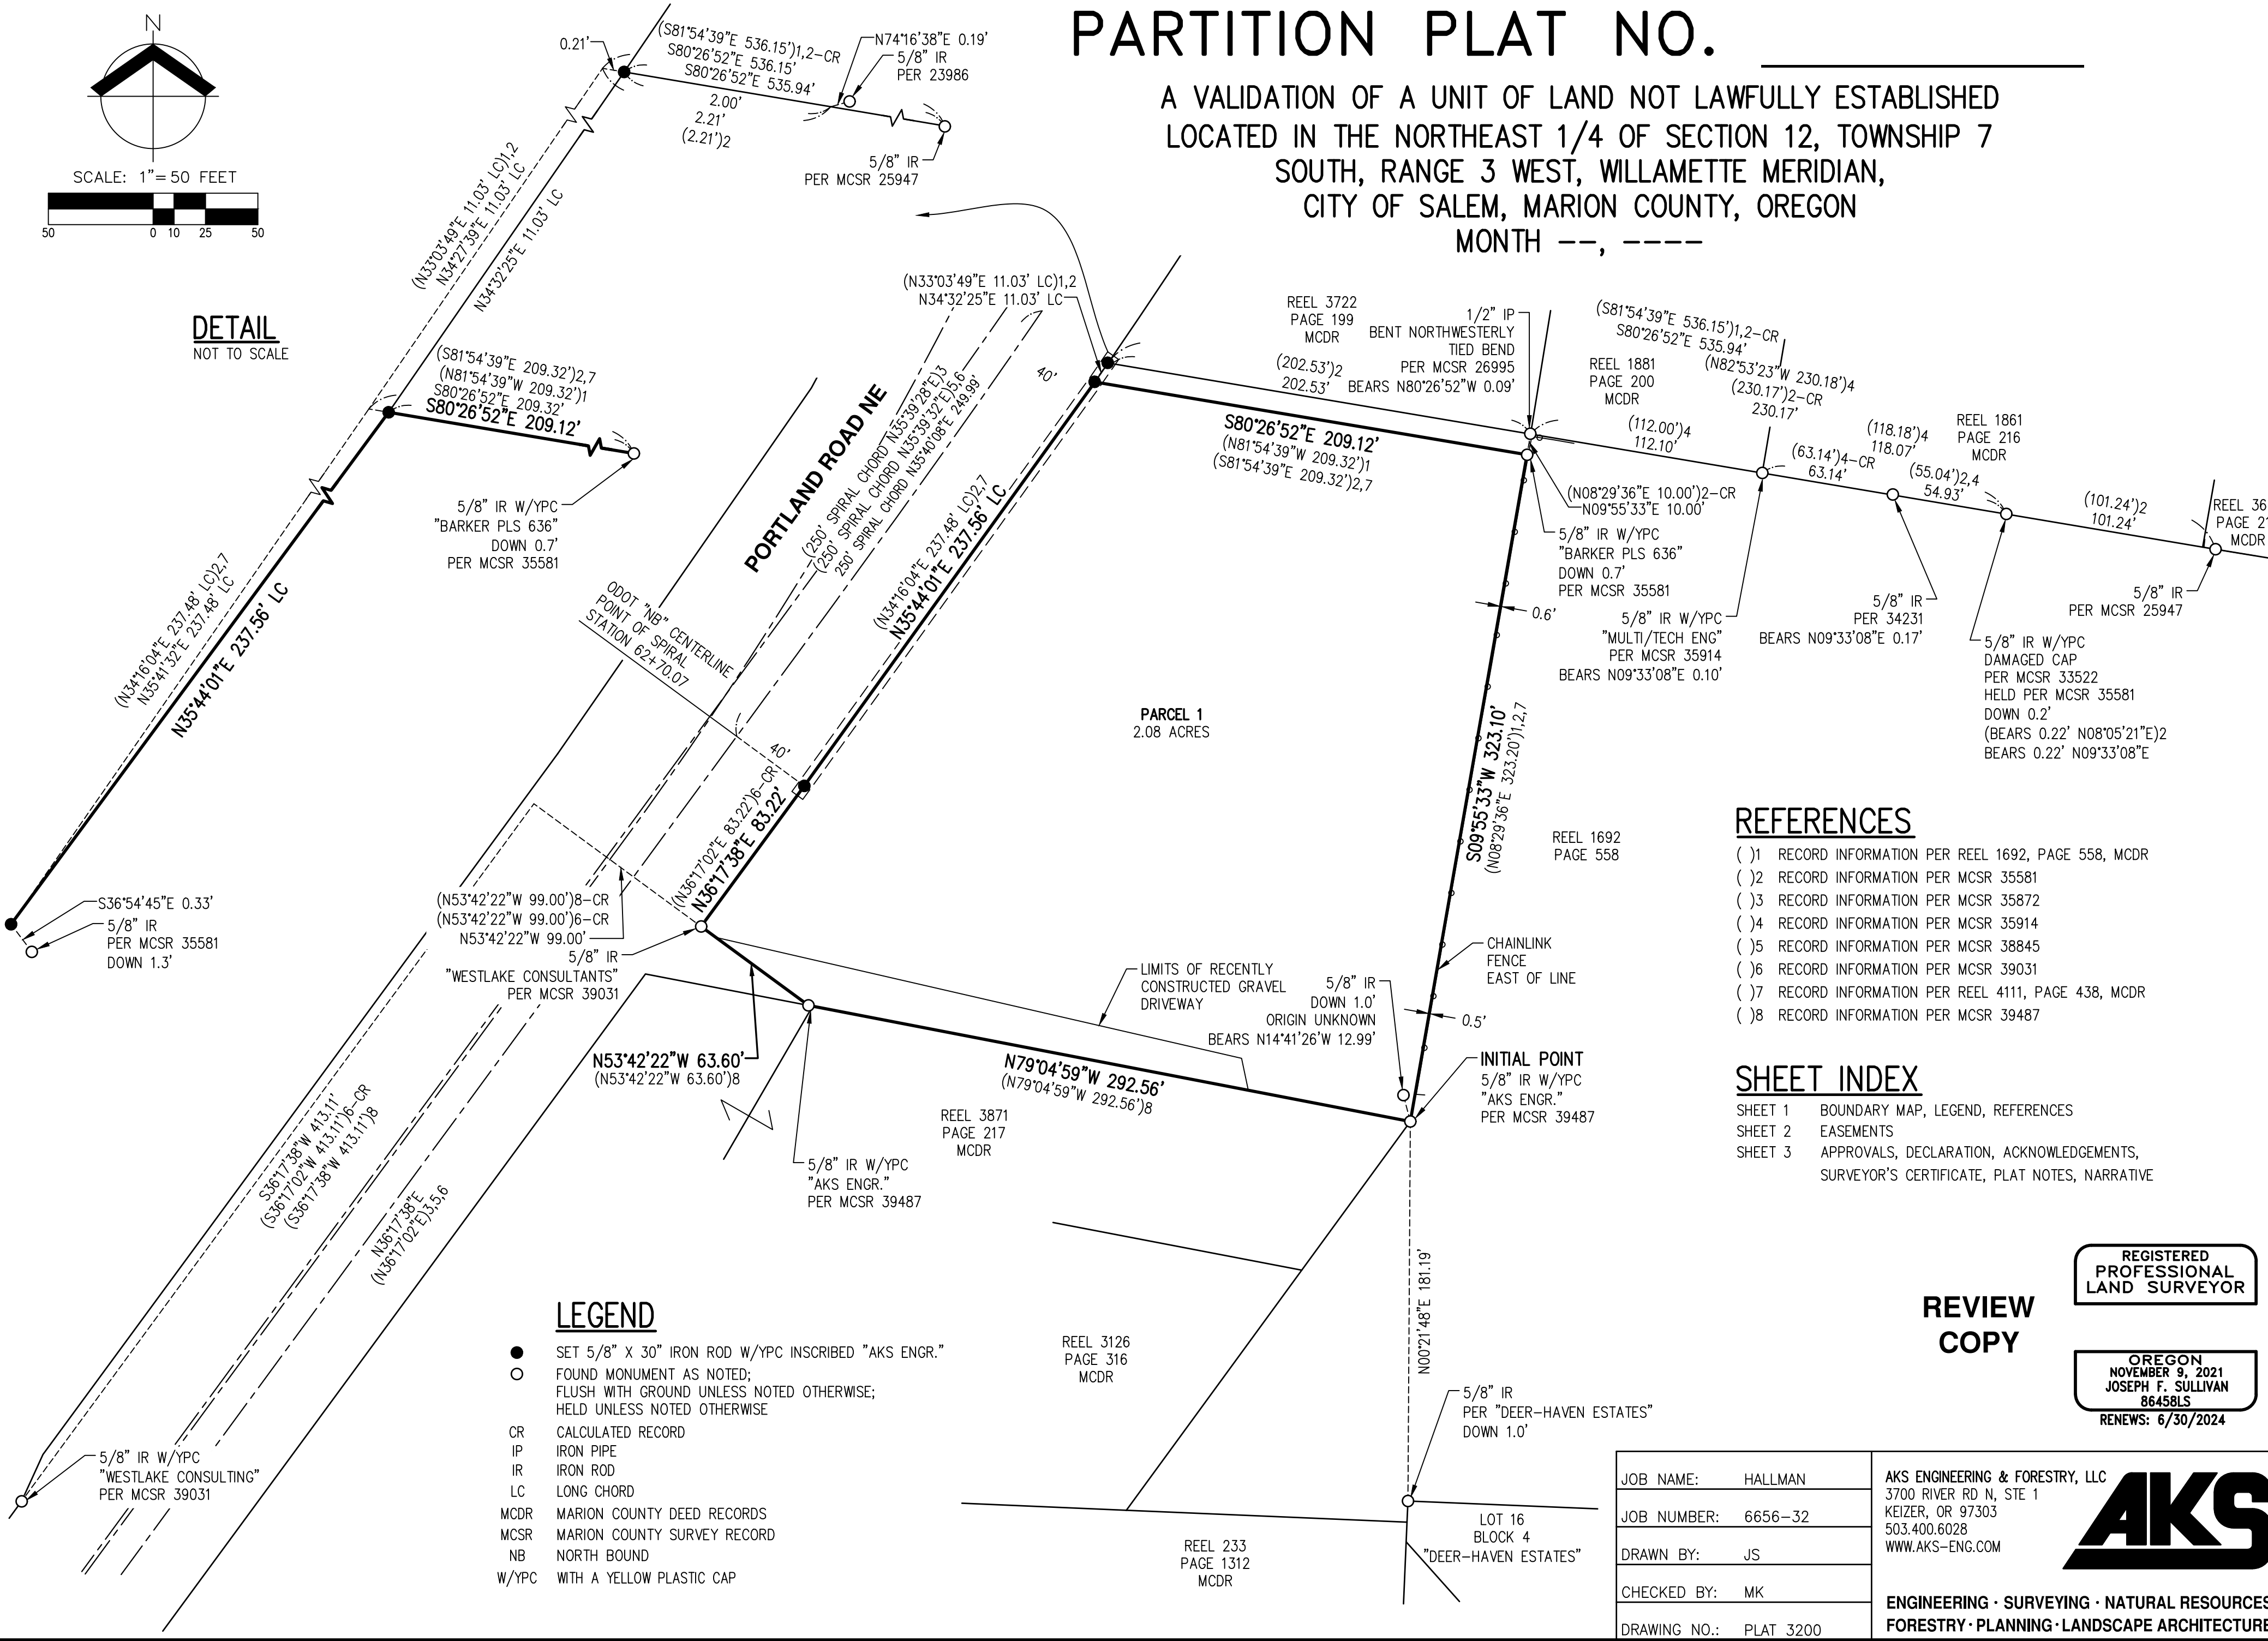 PARTITION PLAT NO.
A VALIDATION OF A UNIT OF LAND NOT LAWFULLY ESTABLISHED
LOCATED IN THE NORTHEAST 1/4 OF SECTION 12, TOWNSHIP 7
SOUTH, RANGE 3 WEST, WILLAMETTE MERIDIAN,
CITY OF SALEM, MARION COUNTY, OREGON
MONTH --, ----
N
SCALE: 1"= 50 FEET
50 0 10 25 50
DETAIL
NOT TO SCALE
0.21'
(S81°54'39"E 536.15')1,2-CR
S80°26'52"E 536.15'
S80°26'52"E 535.94'
2.00'
2.21'
(2.21')2
N74°16'38"E 0.19'
5/8" IR
PER 23986
5/8" IR
PER MCSR 25947
(N33°03'49"E 11.03' LC)1,2
N34°27'39"E 11.03' LC
N34°32'25"E 11.03' LC
(S81°54'39"E 209.32')2,7
(N81°54'39"W 209.32')1
S80°26'52"E 209.32'
S80°26'52"E 209.12'
5/8" IR W/YPC
"BARKER PLS 636"
DOWN 0.7'
PER MCSR 35581
(N34°16'04"E 237.48' LC)2,7
N35°41'32"E 237.48' LC
N35°44'01"E 237.56' LC
S36°54'45"E 0.33'
5/8" IR
PER MCSR 35581
DOWN 1.3'
(N33°03'49"E 11.03' LC)1,2
N34°32'25"E 11.03' LC
PORTLAND ROAD NE
(250' SPIRAL CHORD N35°39'28"E)3
(250' SPIRAL CHORD N35°39'32"E)5,6
250' SPIRAL CHORD N35°40'08"E 249.99'
40'
(N34°16'04"E 237.48' LC)2,7
N35°44'01"E 237.56' LC
ODOT "NB" CENTERLINE
POINT OF SPIRAL
STATION 62+70.07
40'
(N36°17'02"E 83.22')6-CR
N36°17'38"E 83.22'
(N53°42'22"W 99.00')8-CR
(N53°42'22"W 99.00')6-CR
N53°42'22"W 99.00'
5/8" IR
"WESTLAKE CONSULTANTS"
PER MCSR 39031
REEL 3722
PAGE 199
MCDR
(202.53')2
202.53'
1/2" IP
BENT NORTHWESTERLY
TIED BEND
PER MCSR 26995
BEARS N80°26'52"W 0.09'
S80°26'52"E 209.12'
(N81°54'39"W 209.32')1
(S81°54'39"E 209.32')2,7
(S81°54'39"E 536.15')1,2-CR
S80°26'52"E 535.94'
REEL 1881
PAGE 200
MCDR
(N82°53'23"W 230.18')4
(230.17')2-CR
230.17'
(112.00')4
112.10'
(63.14')4-CR
63.14'
(118.18')4
118.07'
(55.04')2,4
54.93'
REEL 1861
PAGE 216
MCDR
(101.24')2
101.24'
REEL 36
PAGE 21
MCDR
(N08°29'36"E 10.00')2-CR
N09°55'33"E 10.00'
5/8" IR W/YPC
"BARKER PLS 636"
DOWN 0.7'
PER MCSR 35581
0.6'
5/8" IR W/YPC
"MULTI/TECH ENG"
PER MCSR 35914
BEARS N09°33'08"E 0.10'
5/8" IR
PER 34231
BEARS N09°33'08"E 0.17'
5/8" IR
PER MCSR 25947
5/8" IR W/YPC
DAMAGED CAP
PER MCSR 33522
HELD PER MCSR 35581
DOWN 0.2'
(BEARS 0.22' N08°05'21"E)2
BEARS 0.22' N09°33'08"E
PARCEL 1
2.08 ACRES
S09°55'33"W 323.10'
(N08°29'36"E 323.20')1,2,7
REEL 1692
PAGE 558
CHAINLINK
FENCE
EAST OF LINE
0.5'
LIMITS OF RECENTLY
CONSTRUCTED GRAVEL
DRIVEWAY
5/8" IR
DOWN 1.0'
ORIGIN UNKNOWN
BEARS N14°41'26"W 12.99'
INITIAL POINT
5/8" IR W/YPC
"AKS ENGR."
PER MCSR 39487
N53°42'22"W 63.60'
(N53°42'22"W 63.60')8
N79°04'59"W 292.56'
(N79°04'59"W 292.56')8
REEL 3871
PAGE 217
MCDR
5/8" IR W/YPC
"AKS ENGR."
PER MCSR 39487
S36°17'38"W 413.11'
(S36°17'02"W 413.11')6-CR
(S36°17'38"W 413.11')8
N36°17'38"E
(N36°17'02"E)3,5,6
5/8" IR W/YPC
"WESTLAKE CONSULTING"
PER MCSR 39031
REEL 3126
PAGE 316
MCDR
N00°21'48"E 181.19'
5/8" IR
PER "DEER-HAVEN ESTATES"
DOWN 1.0'
REEL 233
PAGE 1312
MCDR
LOT 16
BLOCK 4
"DEER-HAVEN ESTATES"
REFERENCES
( )1 RECORD INFORMATION PER REEL 1692, PAGE 558, MCDR
( )2 RECORD INFORMATION PER MCSR 35581
( )3 RECORD INFORMATION PER MCSR 35872
( )4 RECORD INFORMATION PER MCSR 35914
( )5 RECORD INFORMATION PER MCSR 38845
( )6 RECORD INFORMATION PER MCSR 39031
( )7 RECORD INFORMATION PER REEL 4111, PAGE 438, MCDR
( )8 RECORD INFORMATION PER MCSR 39487
SHEET INDEX
SHEET 1 BOUNDARY MAP, LEGEND, REFERENCES
SHEET 2 EASEMENTS
SHEET 3 APPROVALS, DECLARATION, ACKNOWLEDGEMENTS,
SURVEYOR'S CERTIFICATE, PLAT NOTES, NARRATIVE
LEGEND
SET 5/8" X 30" IRON ROD W/YPC INSCRIBED "AKS ENGR."
FOUND MONUMENT AS NOTED;
FLUSH WITH GROUND UNLESS NOTED OTHERWISE;
HELD UNLESS NOTED OTHERWISE
CR CALCULATED RECORD
IP IRON PIPE
IR IRON ROD
LC LONG CHORD
MCDR MARION COUNTY DEED RECORDS
MCSR MARION COUNTY SURVEY RECORD
NB NORTH BOUND
W/YPC WITH A YELLOW PLASTIC CAP
REVIEW
COPY
REGISTERED
PROFESSIONAL
LAND SURVEYOR
OREGON
NOVEMBER 9, 2021
JOSEPH F. SULLIVAN
86458LS
RENEWS: 6/30/2024
JOB NAME: HALLMAN
JOB NUMBER: 6656-32
DRAWN BY: JS
CHECKED BY: MK
DRAWING NO.: PLAT 3200
AKS ENGINEERING & FORESTRY, LLC
3700 RIVER RD N, STE 1
KEIZER, OR 97303
503.400.6028
WWW.AKS-ENG.COM
AKS
ENGINEERING · SURVEYING · NATURAL RESOURCES
FORESTRY · PLANNING · LANDSCAPE ARCHITECTURE